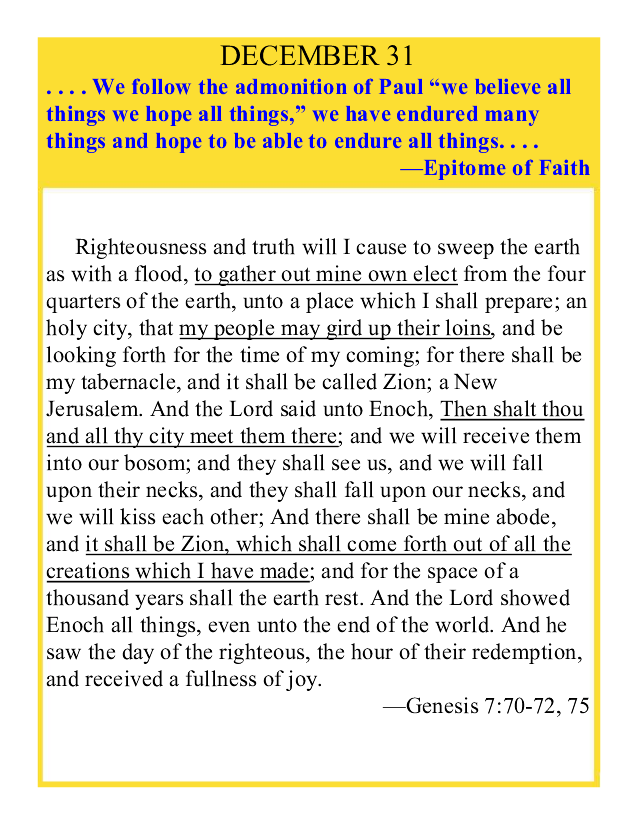 DECEMBER 31
. . . . We follow the admonition of Paul “we believe all
things we hope all things,” we have endured many
things and hope to be able to endure all things. . . .
—Epitome of Faith
Righteousness and truth will I cause to sweep the earth
as with a flood, to gather out mine own elect from the four
quarters of the earth, unto a place which I shall prepare; an
holy city, that my people may gird up their loins, and be
looking forth for the time of my coming; for there shall be
my tabernacle, and it shall be called Zion; a New
Jerusalem. And the Lord said unto Enoch, Then shalt thou
and all thy city meet them there; and we will receive them
into our bosom; and they shall see us, and we will fall
upon their necks, and they shall fall upon our necks, and
we will kiss each other; And there shall be mine abode,
and it shall be Zion, which shall come forth out of all the
creations which I have made; and for the space of a
thousand years shall the earth rest. And the Lord showed
Enoch all things, even unto the end of the world. And he
saw the day of the righteous, the hour of their redemption,
and received a fullness of joy.
—Genesis 7:70-72, 75